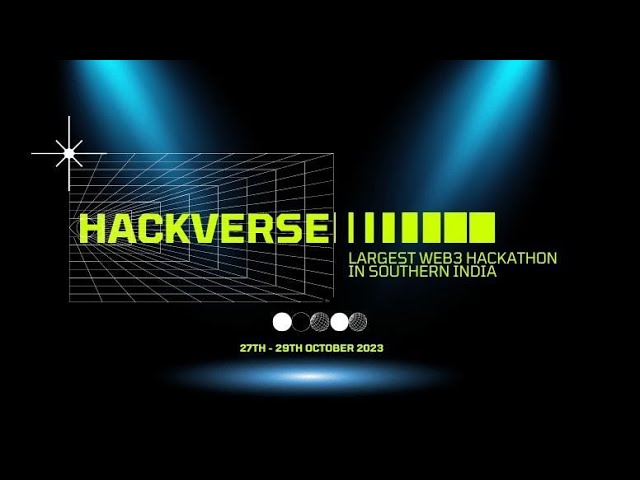 HACKVERSE
LARGEST WEB3 HACKATHON
IN SOUTHERN INDIA
27TH - 29TH OCTOBER 2023